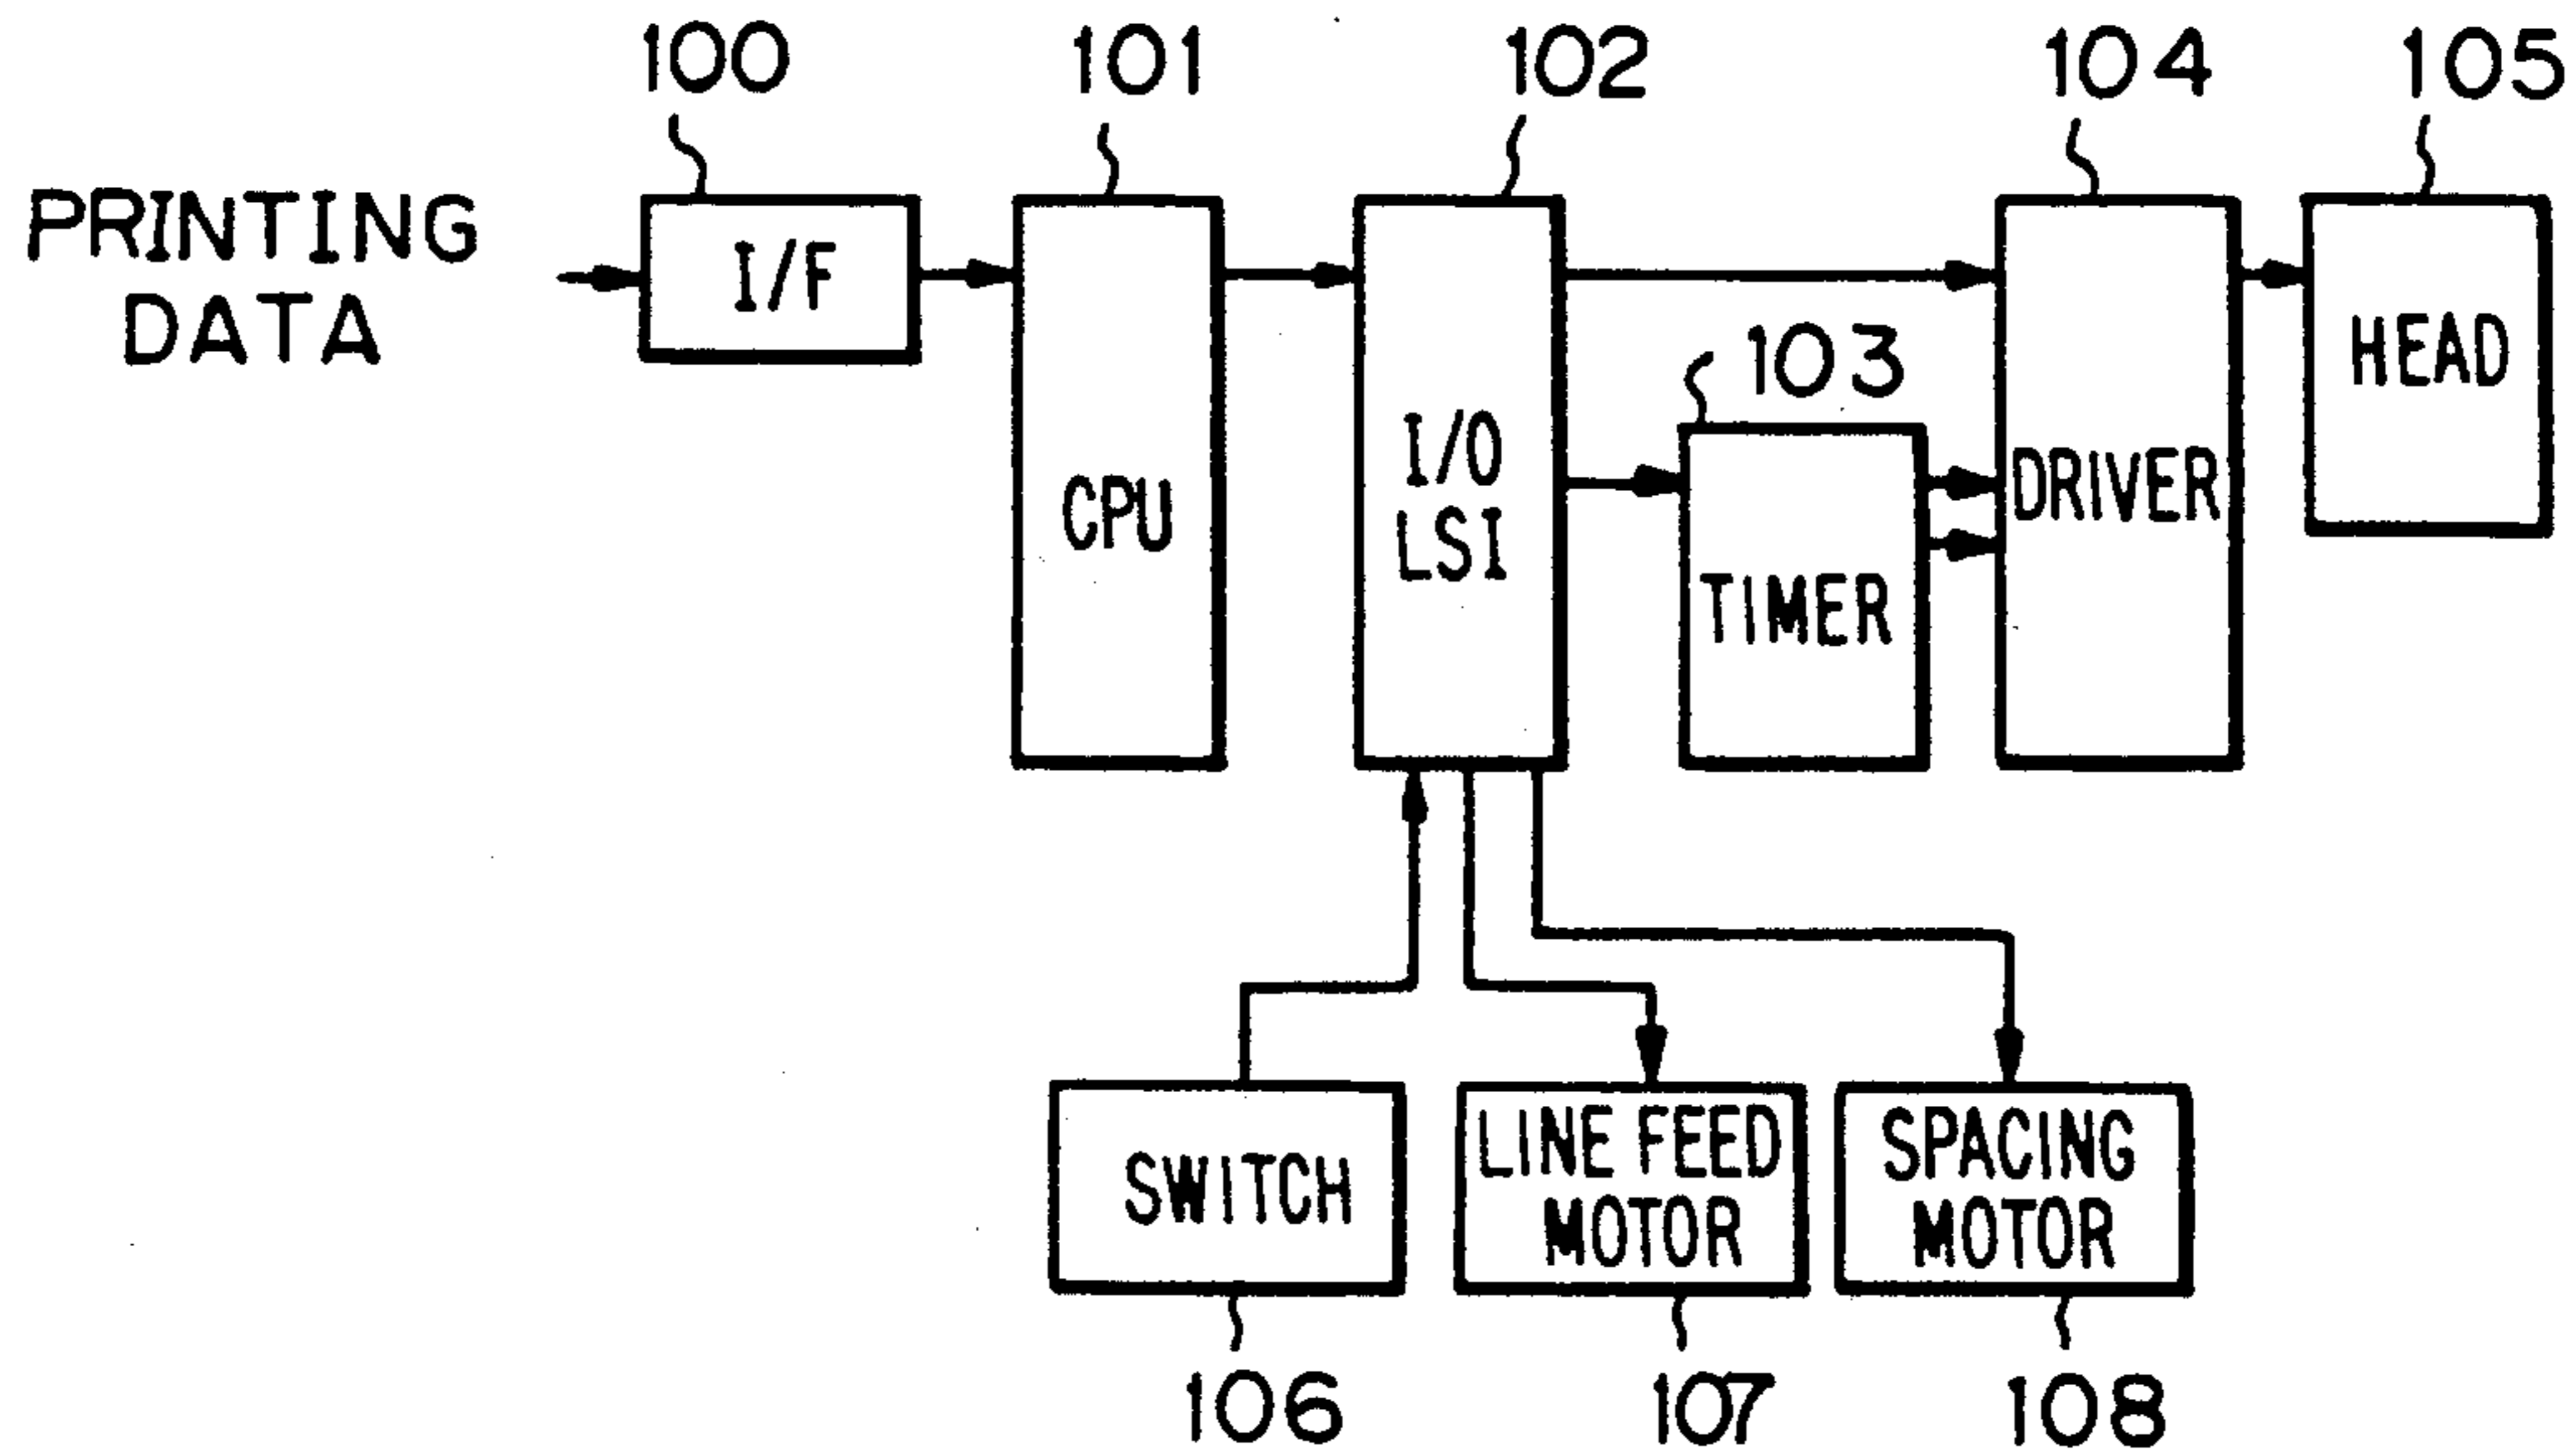 100
101
102
104
105
PRINTING
DATA
I/F
CPU
I/O
LSI
103
TIMER
DRIVER
HEAD
SWITCH
LINE FEED
MOTOR
SPACING
MOTOR
106
107
108